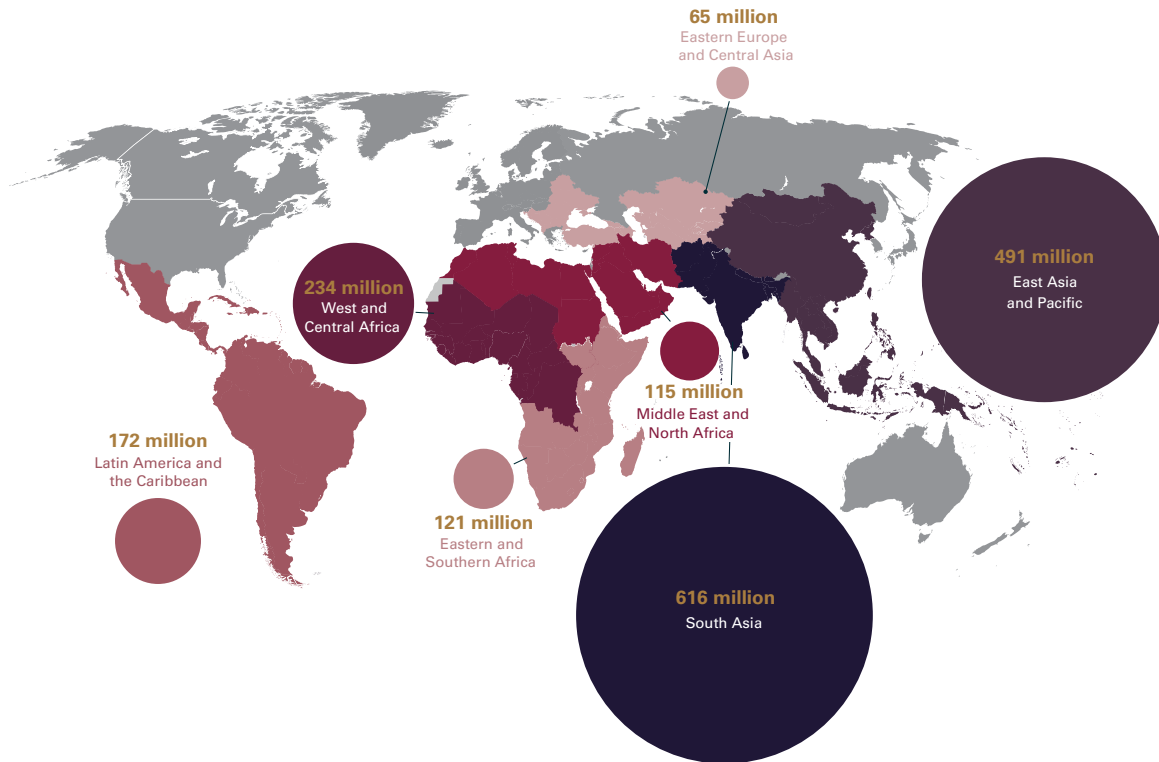 65 million
Eastern Europe
and Central Asia
491 million
East Asia
and Pacific
234 million
West and
Central Africa
115 million
Middle East and
North Africa
172 million
Latin America and
the Caribbean
121 million
Eastern and
Southern Africa
616 million
South Asia